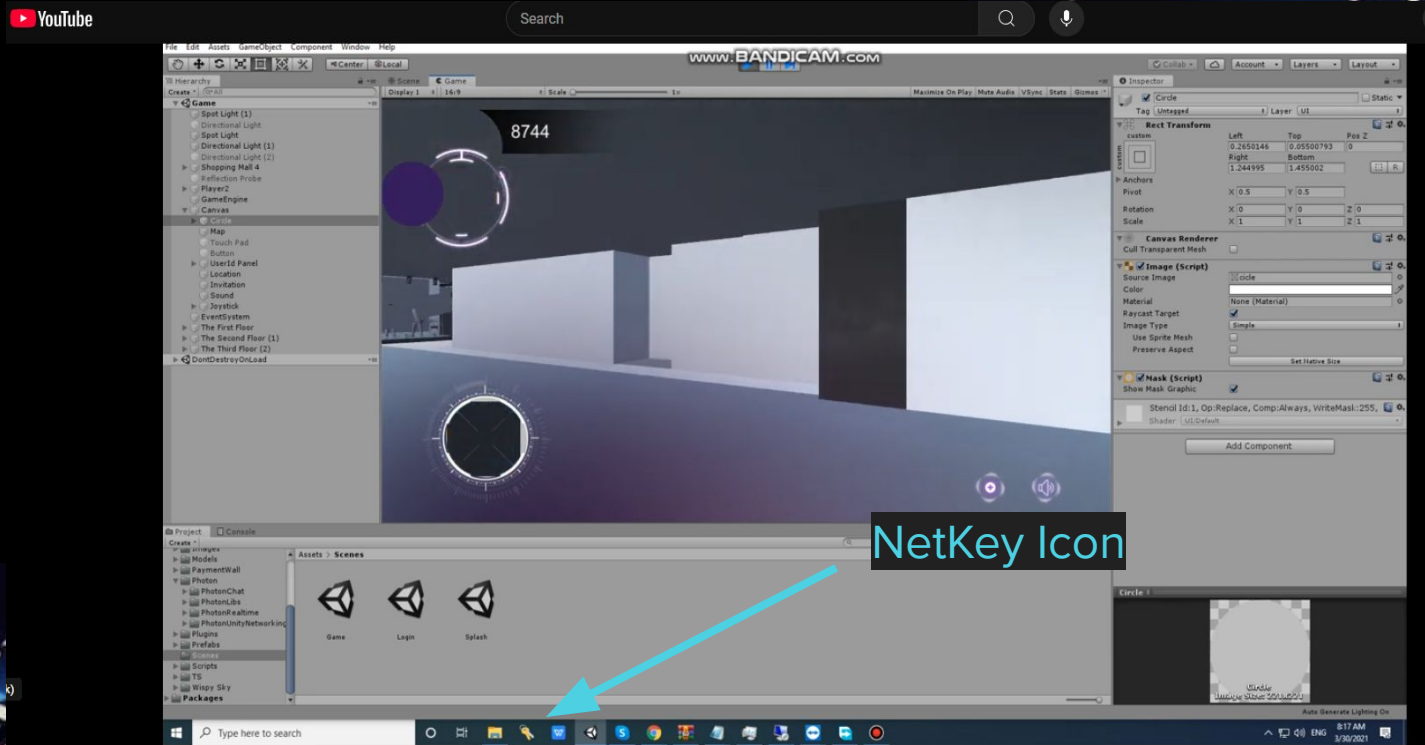 YouTube
Search
www.BANDICAM.com
File Edit Assets GameObject Component Window Help
Center Local
Collab Account Layers Layout
Hierarchy
Scene Game
Inspector
Create All
Display 1 16:9 Scale 1x
Maximize On Play Mute Audio VSync Stats Gizmos
Game
Spot Light (1)
Directional Light
Spot Light
Directional Light (1)
Directional Light (2)
Shopping Mall 4
Reflection Probe
Player2
GameEngine
Canvas
Circle
Map
Touch Pad
Button
UserId Panel
Location
Invitation
Sound
Joystick
EventSystem
The First Floor
The Second Floor (1)
The Third Floor (2)
DontDestroyOnLoad
8744
Circle Static
Tag Untagged Layer UI
Rect Transform
custom Left Top Pos Z
custom
0.2650146 0.05500793 0
Right Bottom
1.244995 1.455002 R
Anchors
Pivot X 0.5 Y 0.5
Rotation X 0 Y 0 Z 0
Scale X 1 Y 1 Z 1
Canvas Renderer
Cull Transparent Mesh
Image (Script)
Source Image cicle
Color
Material None (Material)
Raycast Target
Image Type Simple
Use Sprite Mesh
Preserve Aspect
Set Native Size
Mask (Script)
Show Mask Graphic
Stencil Id:1, Op:Replace, Comp:Always, WriteMask:255,
Shader UI/Default
Add Component
NetKey Icon
Project Console
Create
Images
Models
PaymentWall
Photon
PhotonChat
PhotonLibs
PhotonRealtime
PhotonUnityNetworking
Plugins
Prefabs
Scenes
Scripts
TS
Wispy Sky
Packages
Assets > Scenes
Game Login Splash
Circle
Circle
Image Size: 221x221
Auto Generate Lighting On
k)
Type here to search
ENG
8:17 AM
3/30/2021